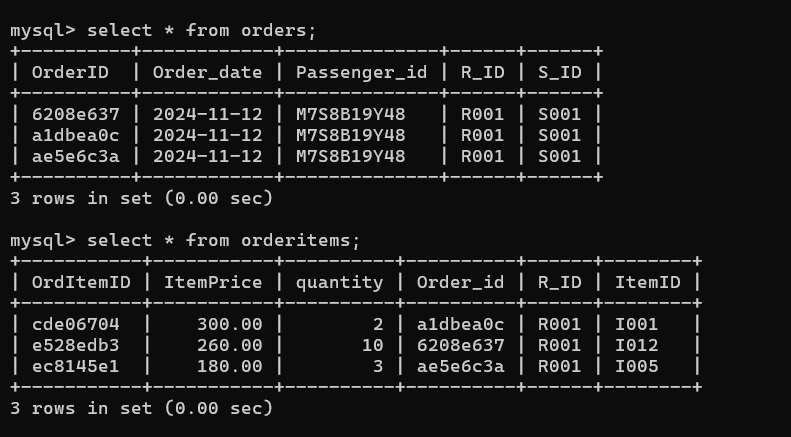 mysql> select * from orders;
+----------+------------+--------------+------+------+
| OrderID  | Order_date | Passenger_id | R_ID | S_ID |
+----------+------------+--------------+------+------+
| 6208e637 | 2024-11-12 | M7S8B19Y48   | R001 | S001 |
| a1dbea0c | 2024-11-12 | M7S8B19Y48   | R001 | S001 |
| ae5e6c3a | 2024-11-12 | M7S8B19Y48   | R001 | S001 |
+----------+------------+--------------+------+------+
3 rows in set (0.00 sec)
mysql> select * from orderitems;
+-----------+-----------+----------+----------+------+--------+
| OrdItemID | ItemPrice | quantity | Order_id | R_ID | ItemID |
+-----------+-----------+----------+----------+------+--------+
| cde06704  |    300.00 |        2 | a1dbea0c | R001 | I001   |
| e528edb3  |    260.00 |       10 | 6208e637 | R001 | I012   |
| ec8145e1  |    180.00 |        3 | ae5e6c3a | R001 | I005   |
+-----------+-----------+----------+----------+------+--------+
3 rows in set (0.00 sec)